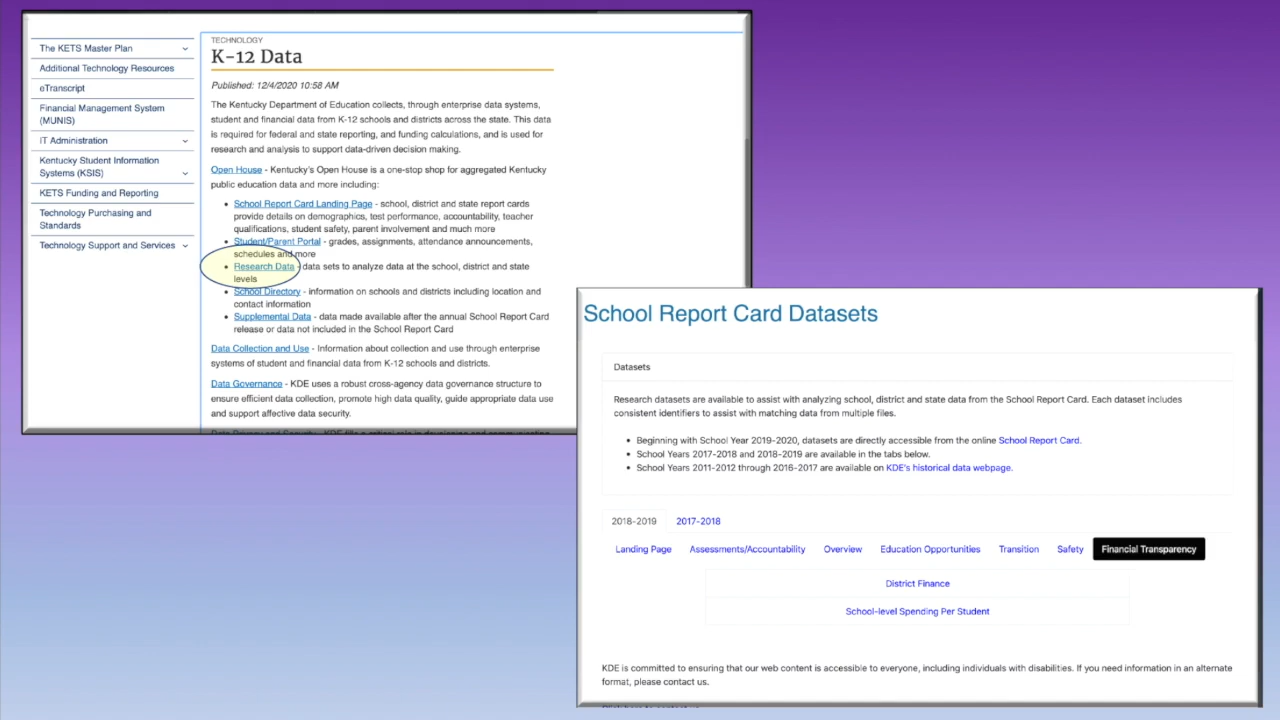 The KETS Master Plan
Additional Technology Resources
eTranscript
Financial Management System
(MUNIS)
IT Administration
Kentucky Student Information
Systems (KSIS)
KETS Funding and Reporting
Technology Purchasing and
Standards
Technology Support and Services
TECHNOLOGY
K-12 Data
Published: 12/4/2020 10:58 AM
The Kentucky Department of Education collects, through enterprise data systems,
student and financial data from K-12 schools and districts across the state. This data
is required for federal and state reporting, and funding calculations, and is used for
research and analysis to support data-driven decision making.
Open House - Kentucky's Open House is a one-stop shop for aggregated Kentucky
public education data and more including:
• School Report Card Landing Page - school, district and state report cards
provide details on demographics, test performance, accountability, teacher
qualifications, student safety, parent involvement and much more
• Student/Parent Portal - grades, assignments, attendance announcements,
schedules and more
• Research Data - data sets to analyze data at the school, district and state
levels
• School Directory - information on schools and districts including location and
contact information
• Supplemental Data - data made available after the annual School Report Card
release or data not included in the School Report Card
Data Collection and Use - Information about collection and use through enterprise
systems of student and financial data from K-12 schools and districts.
Data Governance - KDE uses a robust cross-agency data governance structure to
ensure efficient data collection, promote high data quality, guide appropriate data use
and support affective data security.
School Report Card Datasets
Datasets
Research datasets are available to assist with analyzing school, district and state data from the School Report Card. Each dataset includes
consistent identifiers to assist with matching data from multiple files.
• Beginning with School Year 2019-2020, datasets are directly accessible from the online School Report Card.
• School Years 2017-2018 and 2018-2019 are available in the tabs below.
• School Years 2011-2012 through 2016-2017 are available on KDE's historical data webpage.
2018-2019 2017-2018
Landing Page Assessments/Accountability Overview Education Opportunities Transition Safety Financial Transparency
District Finance
School-level Spending Per Student
KDE is committed to ensuring that our web content is accessible to everyone, including individuals with disabilities. If you need information in an alternate
format, please contact us.